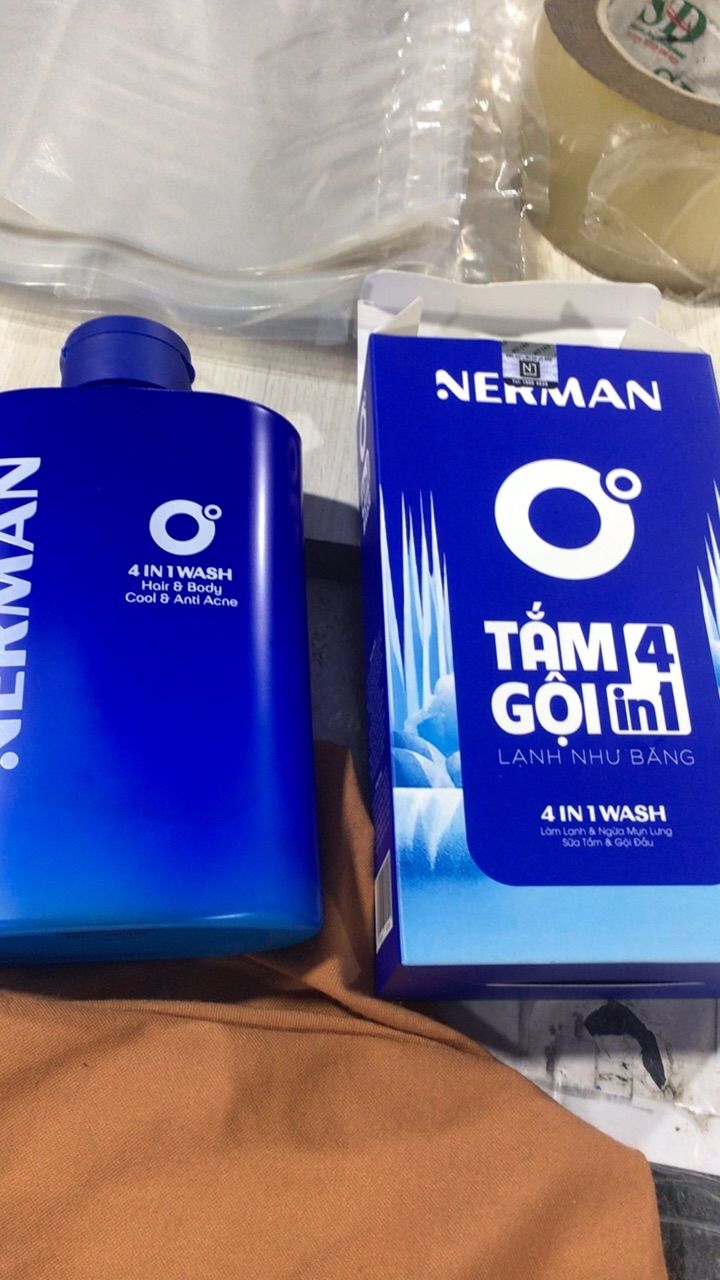 NERMAN
4 IN 1 WASH
Hair & Body
Cool & Anti Acne
NERMAN
TẮM 4
GỘI in1
LẠNH NHƯ BĂNG
4 IN 1 WASH
Làm Lạnh & Ngừa Mụn Lưng
Sữa Tắm & Gội Đầu